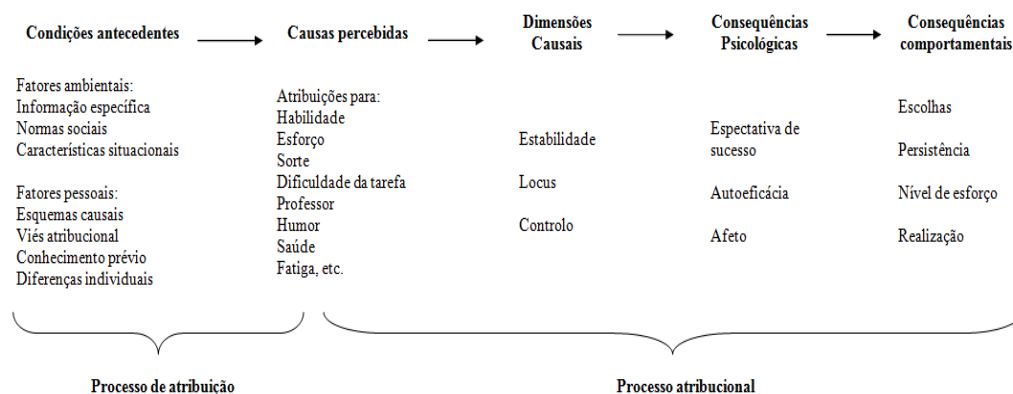 Condições antecedentes
Fatores ambientais:
Informação específica
Normas sociais
Características situacionais
Fatores pessoais:
Esquemas causais
Viés atribucional
Conhecimento prévio
Diferenças individuais
Causas percebidas
Atribuições para:
Habilidade
Esforço
Sorte
Dificuldade da tarefa
Professor
Humor
Saúde
Fatiga, etc.
Dimensões
Causais
Estabilidade
Locus
Controlo
Consequências
Psicológicas
Espectativa de
sucesso
Autoeficácia
Afeto
Consequências
comportamentais
Escolhas
Persistência
Nível de esforço
Realização
Processo de atribuição
Processo atribucional